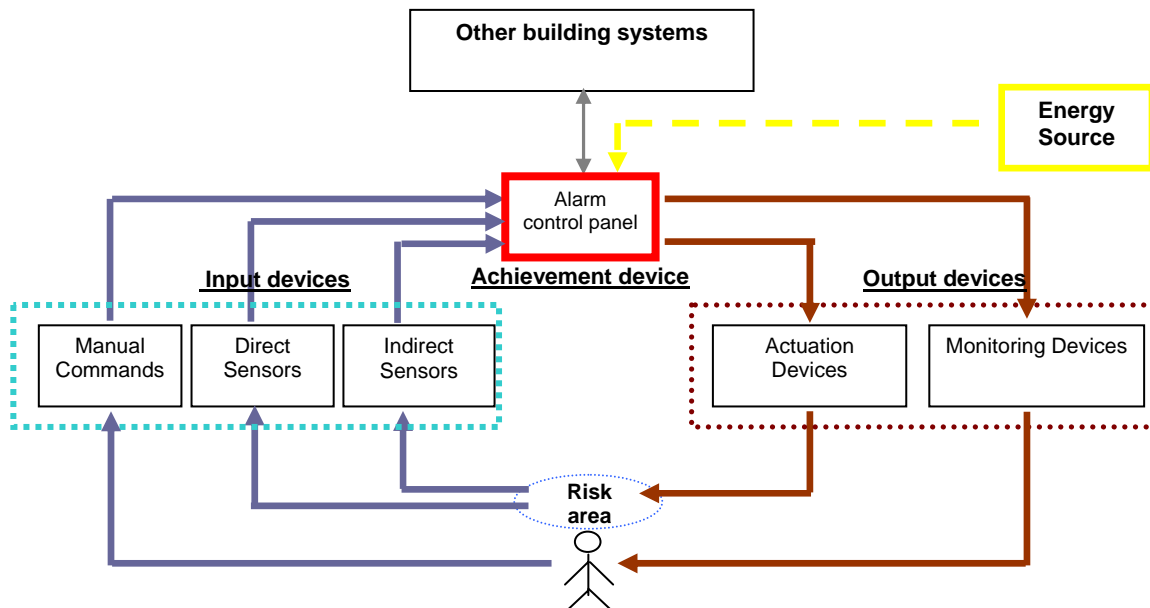 Other building systems
Energy
Source
Alarm
control panel
Input devices
Achievement device
Output devices
Manual
Commands
Direct
Sensors
Indirect
Sensors
Actuation
Devices
Monitoring Devices
Risk
area